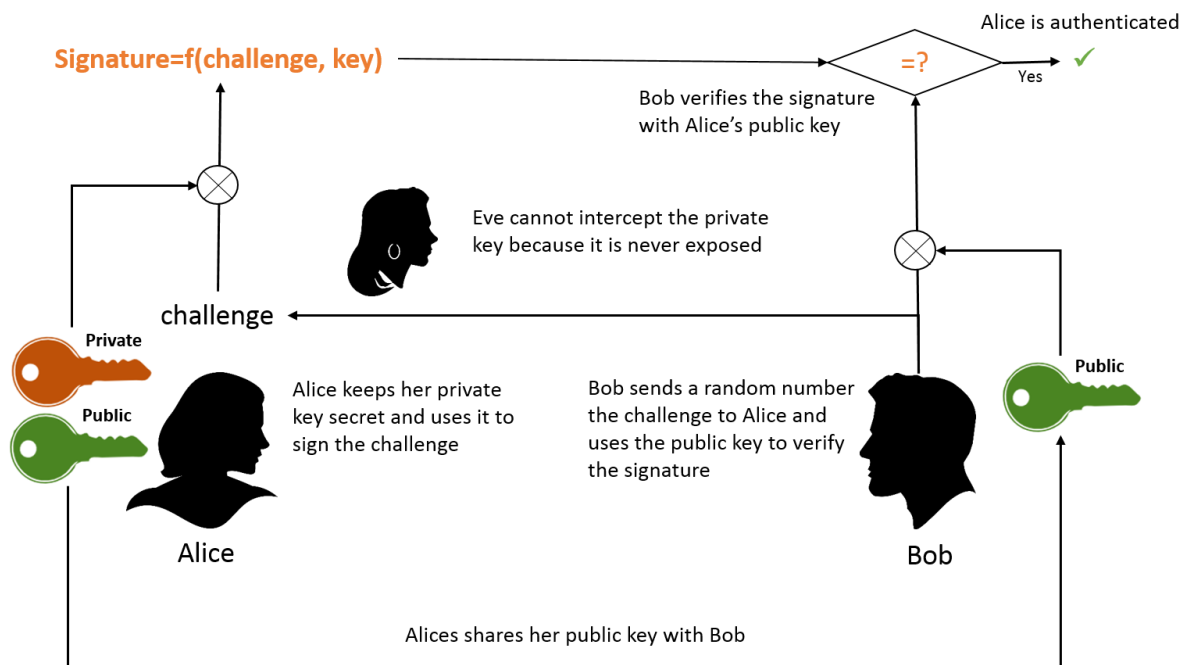 Alice is authenticated
Signature=f(challenge, key)
=?
Yes
Bob verifies the signature
with Alice’s public key
Eve cannot intercept the private
key because it is never exposed
challenge
Private
Public
Alice keeps her private
key secret and uses it to
sign the challenge
Bob sends a random number
the challenge to Alice and
uses the public key to verify
the signature
Public
Alice
Bob
Alices shares her public key with Bob